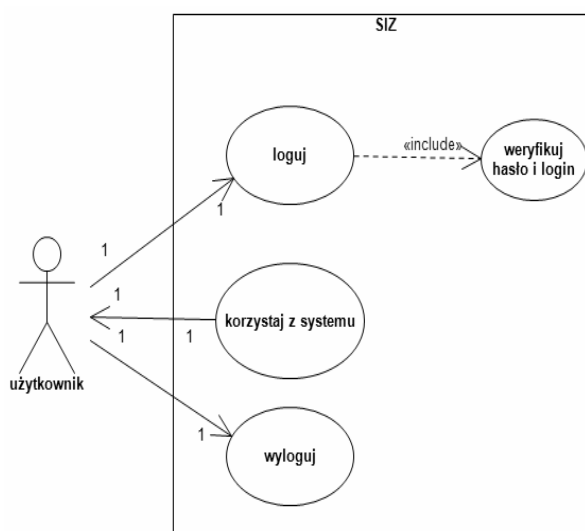 SIZ
loguj
«include»
weryfikuj
hasło i login
1
1
1
korzystaj z systemu
1
1
użytkownik
1
wyloguj